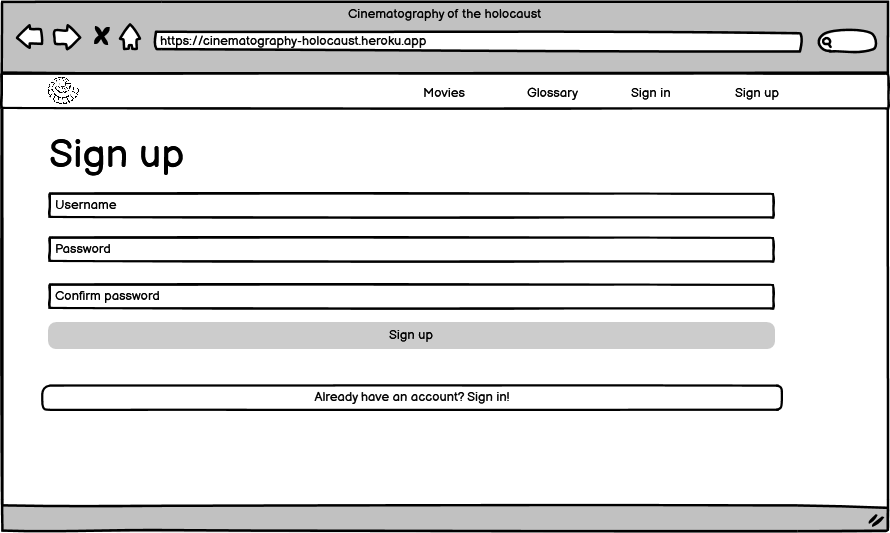 Cinematography of the holocaust
https://cinematography-holocaust.heroku.app
Movies Glossary Sign in Sign up
Sign up
Username
Password
Confirm password
Sign up
Already have an account? Sign in!